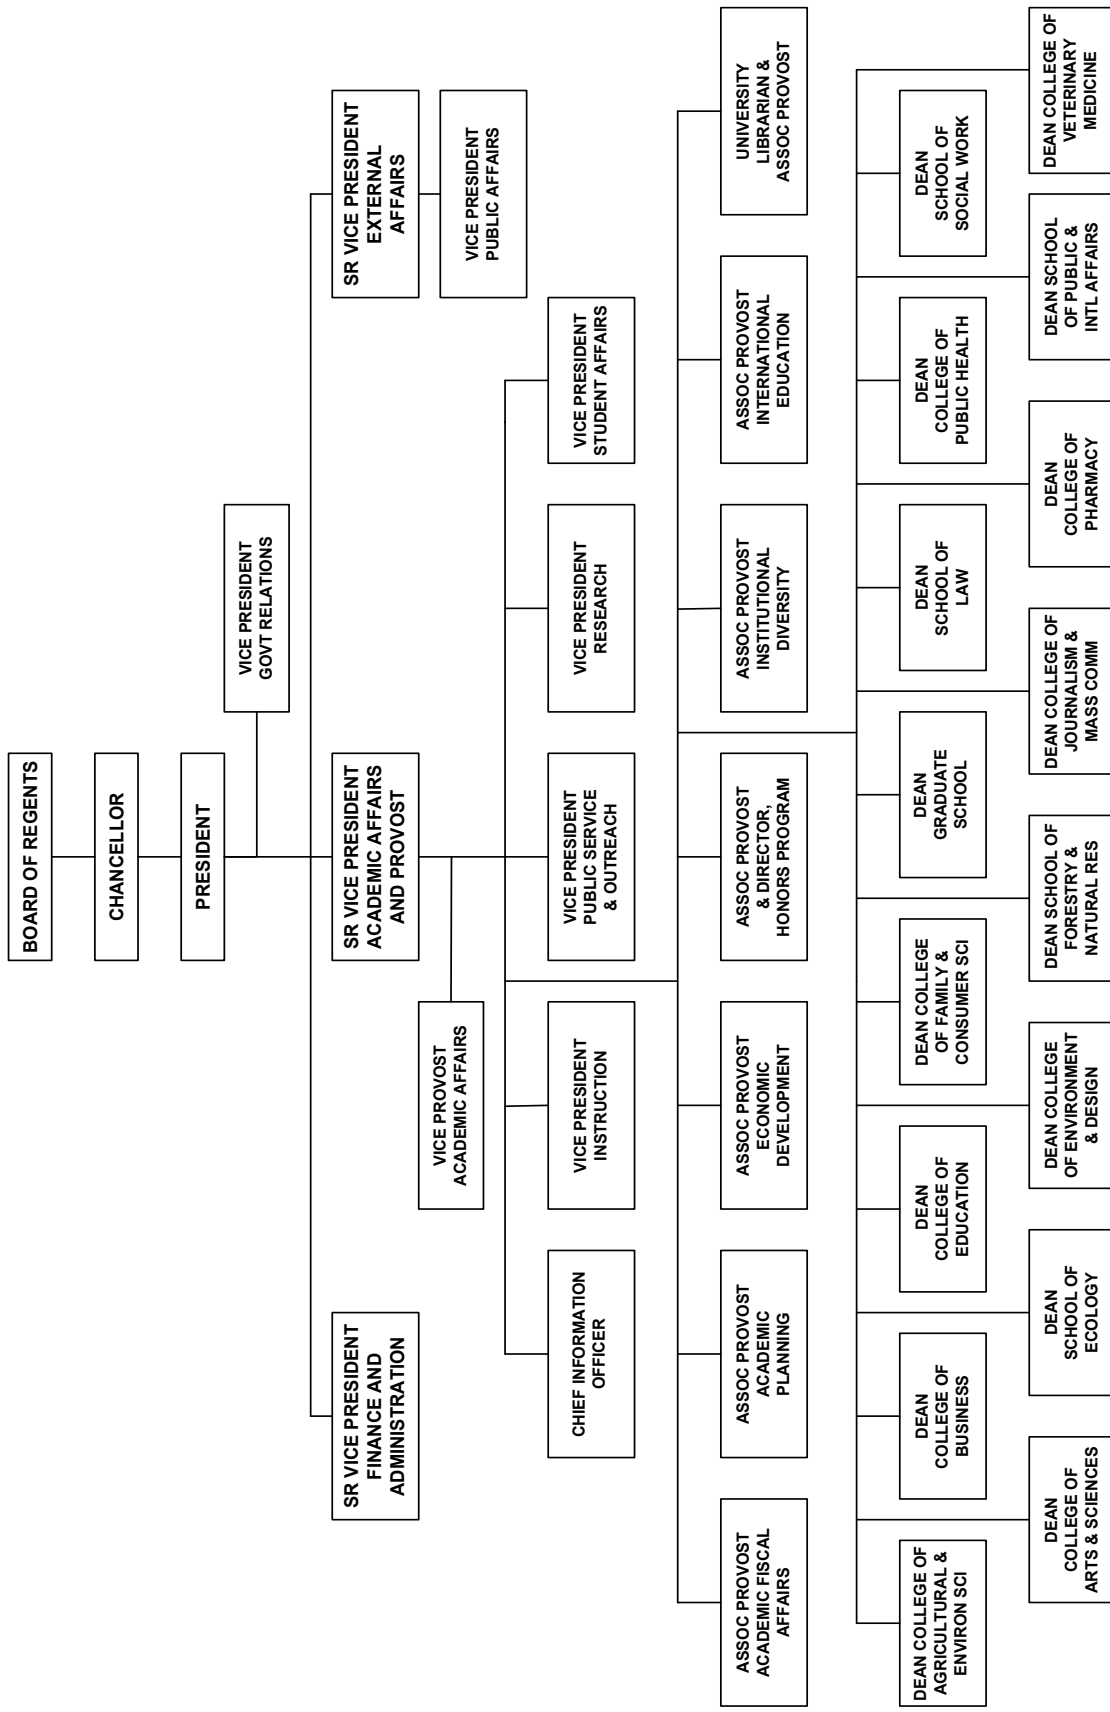 BOARD OF REGENTS
CHANCELLOR
PRESIDENT
VICE PRESIDENT
GOVT RELATIONS
SR VICE PRESIDENT
FINANCE AND
ADMINISTRATION
SR VICE PRESIDENT
ACADEMIC AFFAIRS
AND PROVOST
SR VICE PRESIDENT
EXTERNAL
AFFAIRS
VICE PROVOST
ACADEMIC AFFAIRS
VICE PRESIDENT
PUBLIC AFFAIRS
CHIEF INFORMATION
OFFICER
VICE PRESIDENT
INSTRUCTION
VICE PRESIDENT
PUBLIC SERVICE
& OUTREACH
VICE PRESIDENT
RESEARCH
VICE PRESIDENT
STUDENT AFFAIRS
ASSOC PROVOST
ACADEMIC FISCAL
AFFAIRS
ASSOC PROVOST
ACADEMIC
PLANNING
ASSOC PROVOST
ECONOMIC
DEVELOPMENT
ASSOC PROVOST
& DIRECTOR,
HONORS PROGRAM
ASSOC PROVOST
INSTITUTIONAL
DIVERSITY
ASSOC PROVOST
INTERNATIONAL
EDUCATION
UNIVERSITY
LIBRARIAN &
ASSOC PROVOST
DEAN COLLEGE OF
AGRICULTURAL &
ENVIRON SCI
DEAN
COLLEGE OF
BUSINESS
DEAN
COLLEGE OF
EDUCATION
DEAN COLLEGE
OF FAMILY &
CONSUMER SCI
DEAN
GRADUATE
SCHOOL
DEAN
SCHOOL OF
LAW
DEAN
COLLEGE OF
PUBLIC HEALTH
DEAN
SCHOOL OF
SOCIAL WORK
DEAN
COLLEGE OF
ARTS & SCIENCES
DEAN
SCHOOL OF
ECOLOGY
DEAN COLLEGE
OF ENVIRONMENT
& DESIGN
DEAN SCHOOL OF
FORESTRY &
NATURAL RES
DEAN COLLEGE OF
JOURNALISM &
MASS COMM
DEAN
COLLEGE OF
PHARMACY
DEAN SCHOOL
OF PUBLIC &
INTL AFFAIRS
DEAN COLLEGE OF
VETERINARY
MEDICINE